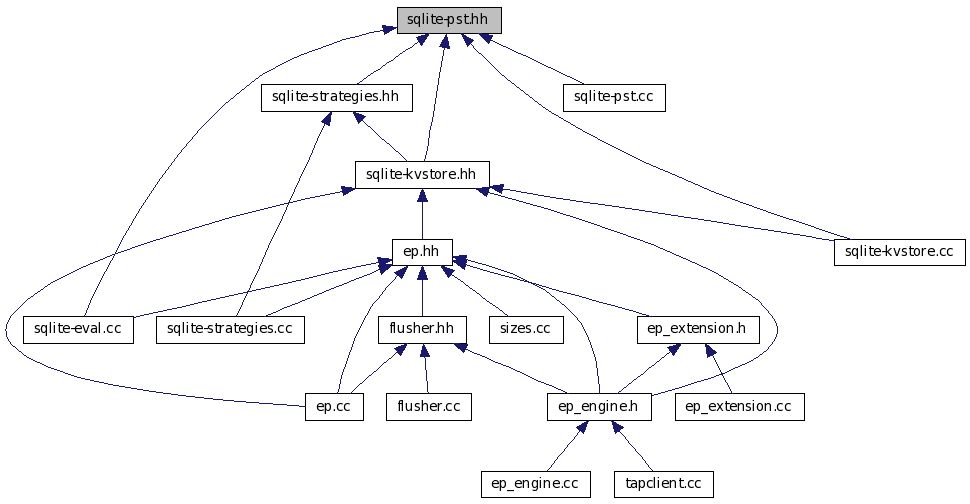 sqlite-pst.hh
sqlite-strategies.hh
sqlite-pst.cc
sqlite-kvstore.hh
ep.hh
sqlite-kvstore.cc
sqlite-eval.cc
sqlite-strategies.cc
flusher.hh
sizes.cc
ep_extension.h
ep.cc
flusher.cc
ep_engine.h
ep_extension.cc
ep_engine.cc
tapclient.cc